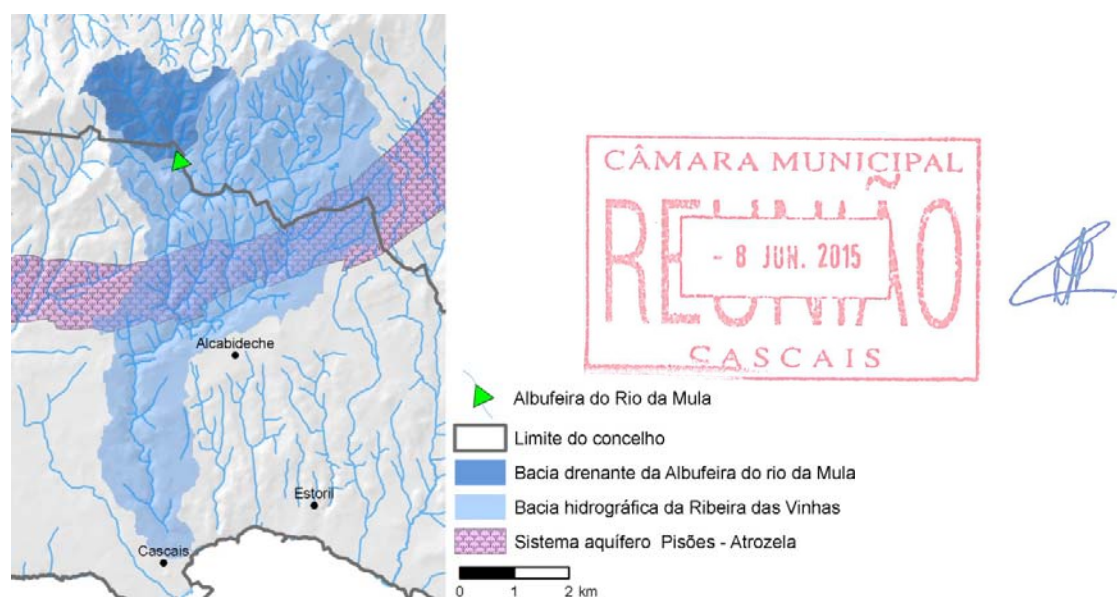 Alcabideche
Estoril
Cascais
CÂMARA MUNICIPAL
REUNIÃO
- 8 JUN. 2015
CASCAIS
Albufeira do Rio da Mula
Limite do concelho
Bacia drenante da Albufeira do rio da Mula
Bacia hidrográfica da Ribeira das Vinhas
Sistema aquífero Pisões - Atrozela
0 1 2 km